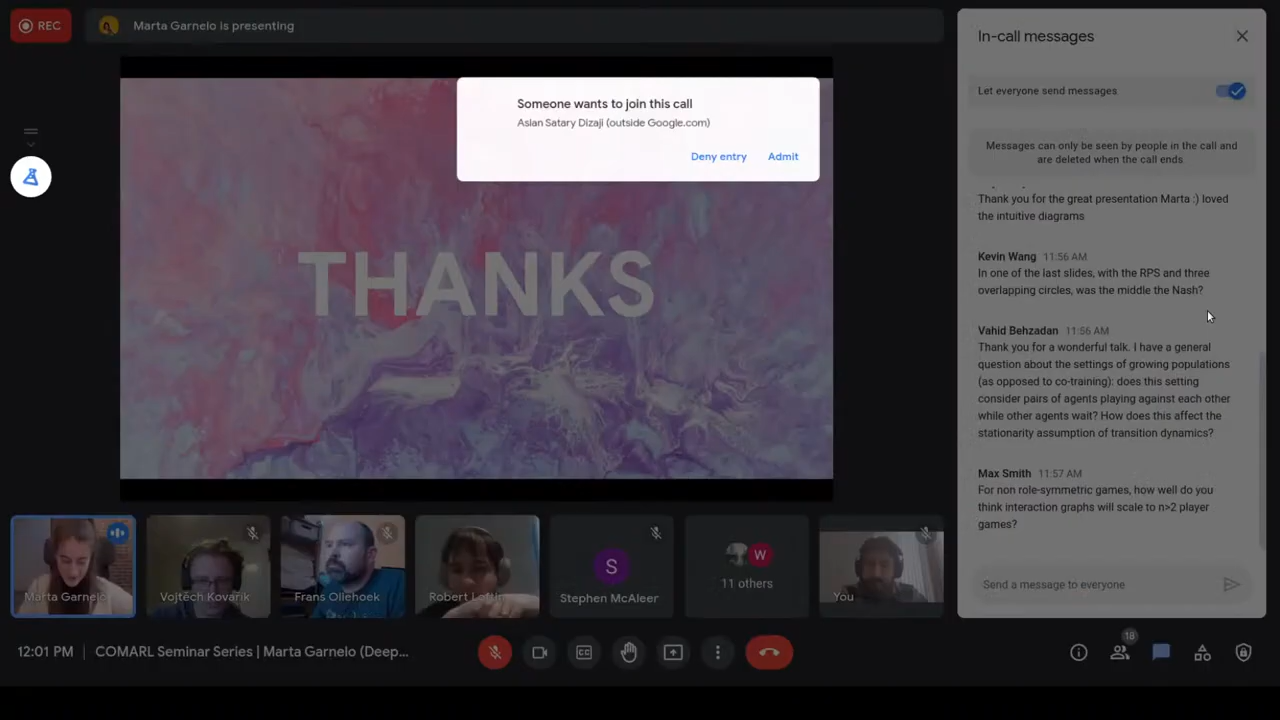 REC
Marta Garnelo is presenting
Someone wants to join this call
Aslan Satary Dizaji (outside Google.com)
Deny entry
Admit
THANKS
In-call messages
Let everyone send messages
Messages can only be seen by people in the call and
are deleted when the call ends
Thank you for the great presentation Marta :) loved
the intuitive diagrams
Kevin Wang 11:56 AM
In one of the last slides, with the RPS and three
overlapping circles, was the middle the Nash?
Vahid Behzadan 11:56 AM
Thank you for a wonderful talk. I have a general
question about the settings of growing populations
(as opposed to co-training): does this setting
consider pairs of agents playing against each other
while other agents wait? How does this affect the
stationarity assumption of transition dynamics?
Max Smith 11:57 AM
For non role-symmetric games, how well do you
think interaction graphs will scale to n>2 player
games?
Send a message to everyone
Marta Garnelo
Vojtech Kovarik
Frans Oliehoek
Robert Loftin
S
Stephen McAleer
W
11 others
You
12:01 PM
COMARL Seminar Series | Marta Garnelo (Deep...
18